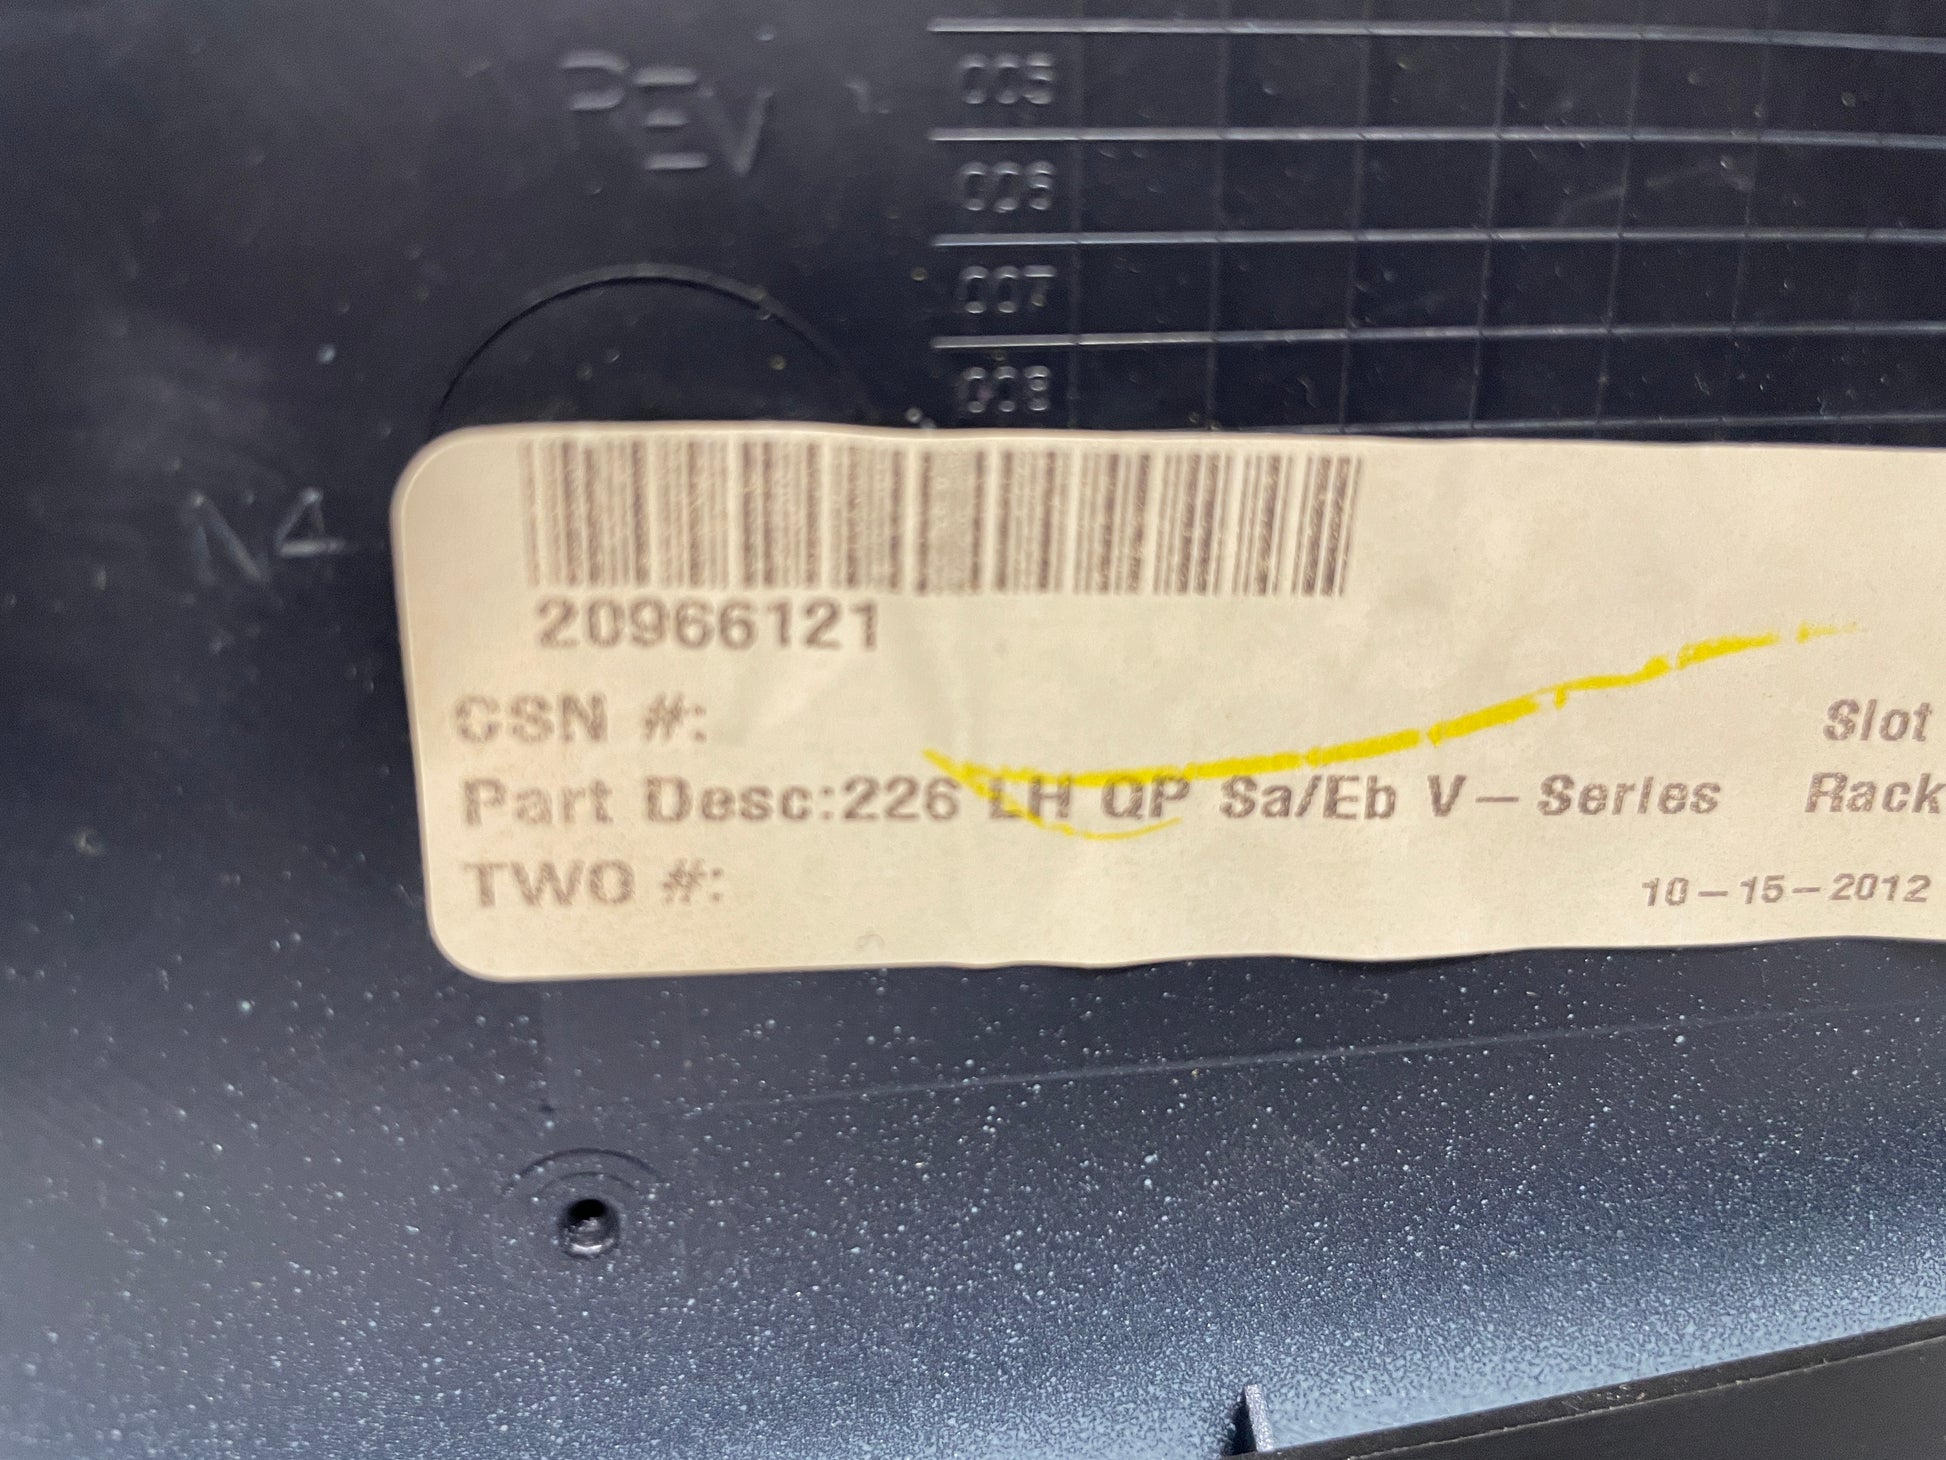 REV
005
006
007
008
N4
20966121
CSN #:
Slot
Part Desc:226 LH QP Sa/Eb V-Series
Rack
TWO #:
10-15-2012